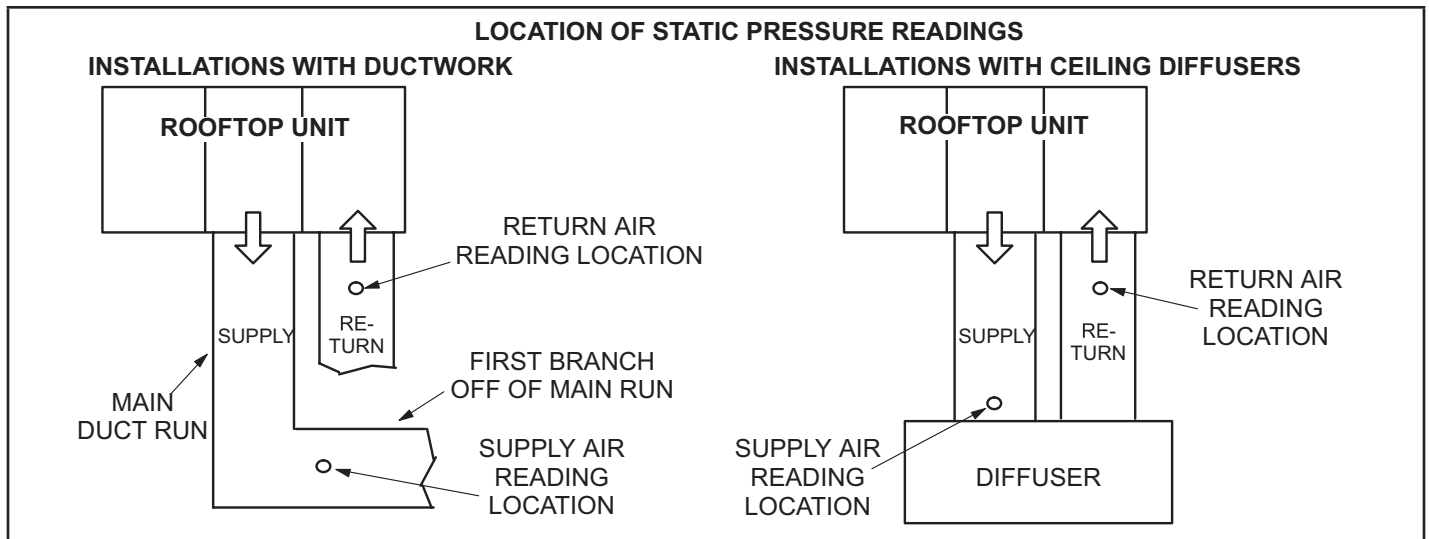 LOCATION OF STATIC PRESSURE READINGS
INSTALLATIONS WITH DUCTWORK
ROOFTOP UNIT
RETURN AIR
READING LOCATION
SUPPLY
RE-
TURN
FIRST BRANCH
OFF OF MAIN RUN
MAIN
DUCT RUN
SUPPLY AIR
READING
LOCATION
INSTALLATIONS WITH CEILING DIFFUSERS
ROOFTOP UNIT
RETURN AIR
READING
LOCATION
SUPPLY
RE-
TURN
SUPPLY AIR
READING
LOCATION
DIFFUSER